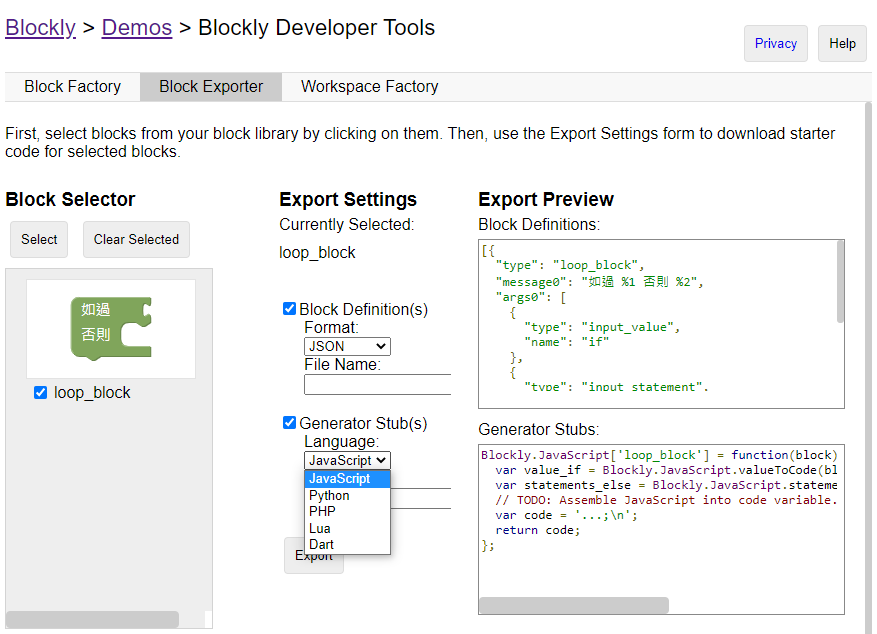 Blockly > Demos > Blockly Developer Tools
Privacy
Help
Block Factory
Block Exporter
Workspace Factory
First, select blocks from your block library by clicking on them. Then, use the Export Settings form to download starter
code for selected blocks.
Block Selector
Select
Clear Selected
如過
否則
loop_block
Export Settings
Currently Selected:
loop_block
Block Definition(s)
Format:
JSON
File Name:
Generator Stub(s)
Language:
JavaScript
JavaScript
Python
PHP
Lua
Dart
Export
Export Preview
Block Definitions:
[{
"type": "loop_block",
"message0": "如過 %1 否則 %2",
"args0": [
{
"type": "input_value",
"name": "if"
},
{
"type": "input_statement",
Generator Stubs:
Blockly.JavaScript['loop_block'] = function(block)
var value_if = Blockly.JavaScript.valueToCode(bl
var statements_else = Blockly.JavaScript.stateme
// TODO: Assemble JavaScript into code variable.
var code = '...;\n';
return code;
};